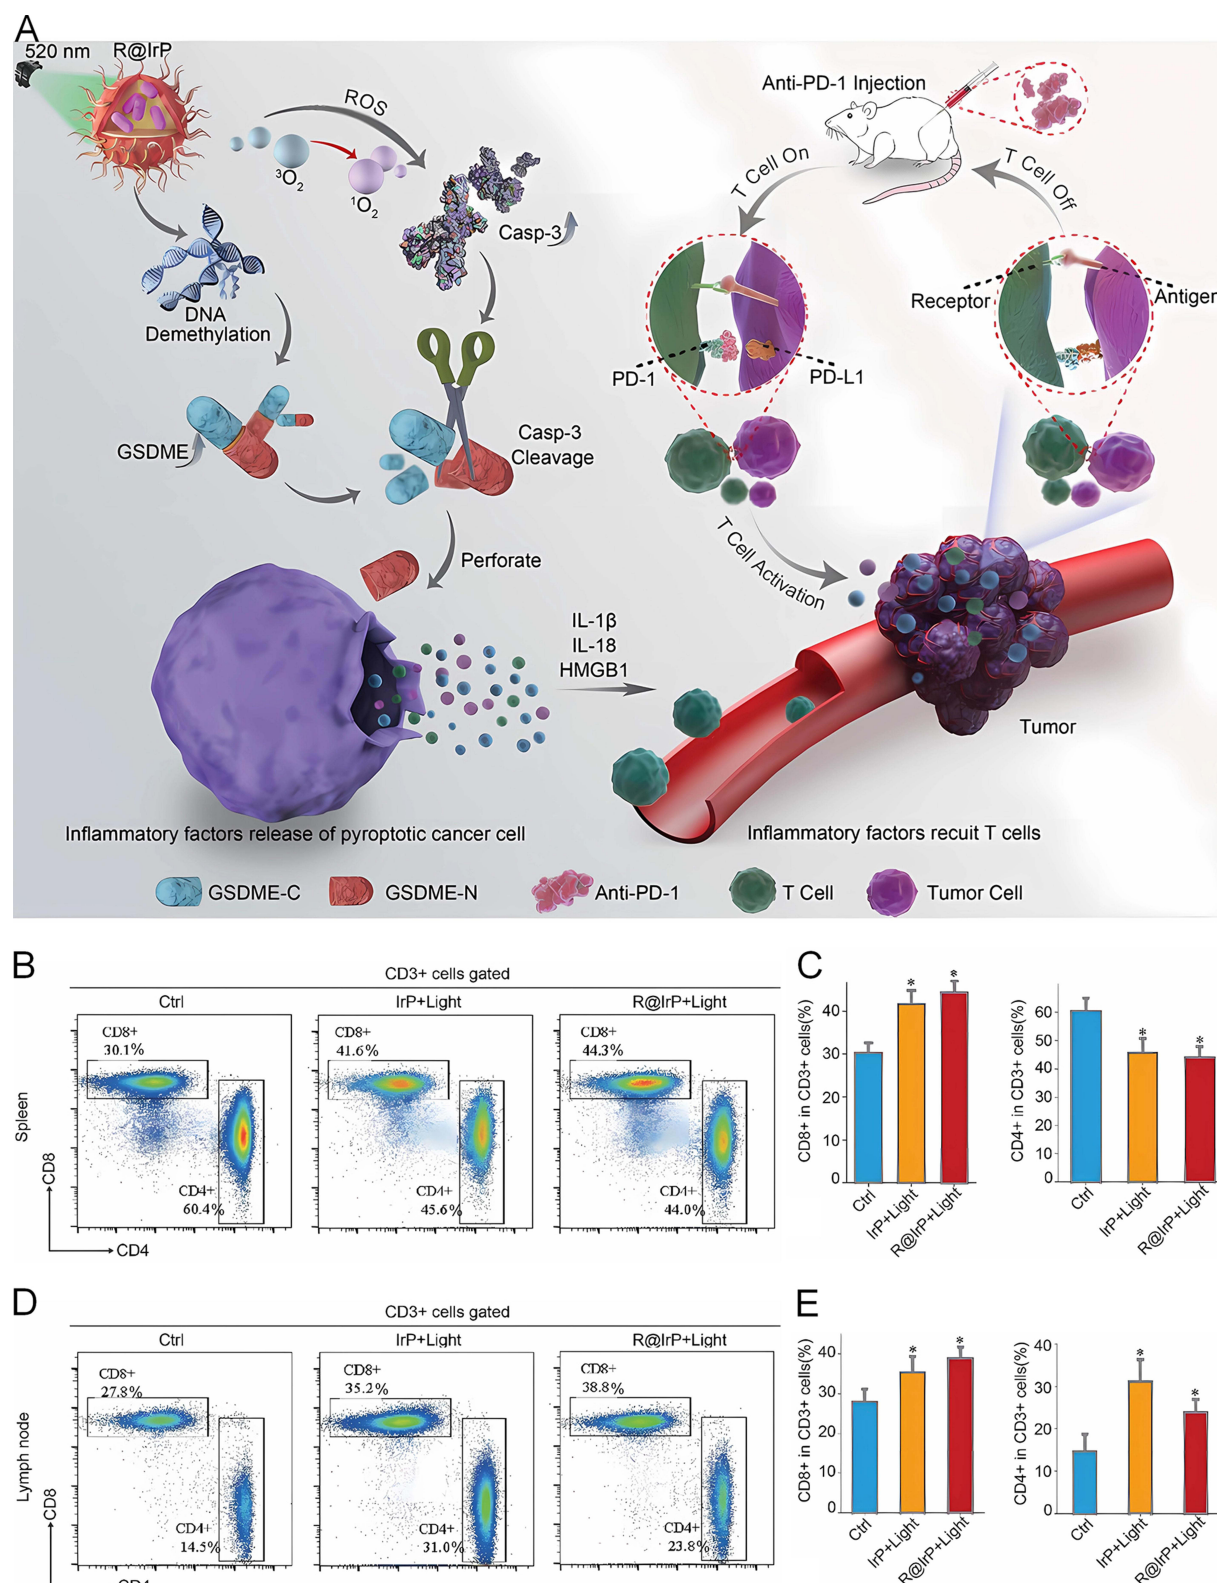 A
520 nm
R@IrP
ROS
³O₂
¹O₂
Casp-3
DNA
Demethylation
GSDME
Casp-3
Cleavage
Perforate
IL-1β
IL-18
HMGB1
Anti-PD-1 Injection
T Cell On
T Cell Off
Receptor
Antigen
PD-1
PD-L1
T Cell Activation
Tumor
Inflammatory factors release of pyroptotic cancer cell
Inflammatory factors recuit T cells
GSDME-C
GSDME-N
Anti-PD-1
T Cell
Tumor Cell
B
CD3+ cells gated
Ctrl
IrP+Light
R@IrP+Light
CD8+
30.1%
CD8+
41.6%
CD8+
44.3%
Spleen
CD8
CD4+
60.4%
CD4+
45.6%
CD4+
44.0%
CD4
C
CD8+ in CD3+ cells(%)
40
30
20
10
0
Ctrl
IrP+Light
R@IrP+Light
*
*
CD4+ in CD3+ cells(%)
60
50
40
30
20
10
0
Ctrl
IrP+Light
R@IrP+Light
*
*
D
CD3+ cells gated
Ctrl
IrP+Light
R@IrP+Light
CD8+
27.8%
CD8+
35.2%
CD8+
38.8%
Lymph node
CD8
CD4+
14.5%
CD4+
31.0%
CD4+
23.8%
E
CD8+ in CD3+ cells(%)
40
30
20
10
0
Ctrl
IrP+Light
R@IrP+Light
*
*
CD4+ in CD3+ cells(%)
40
30
20
10
0
Ctrl
IrP+Light
R@IrP+Light
*
*